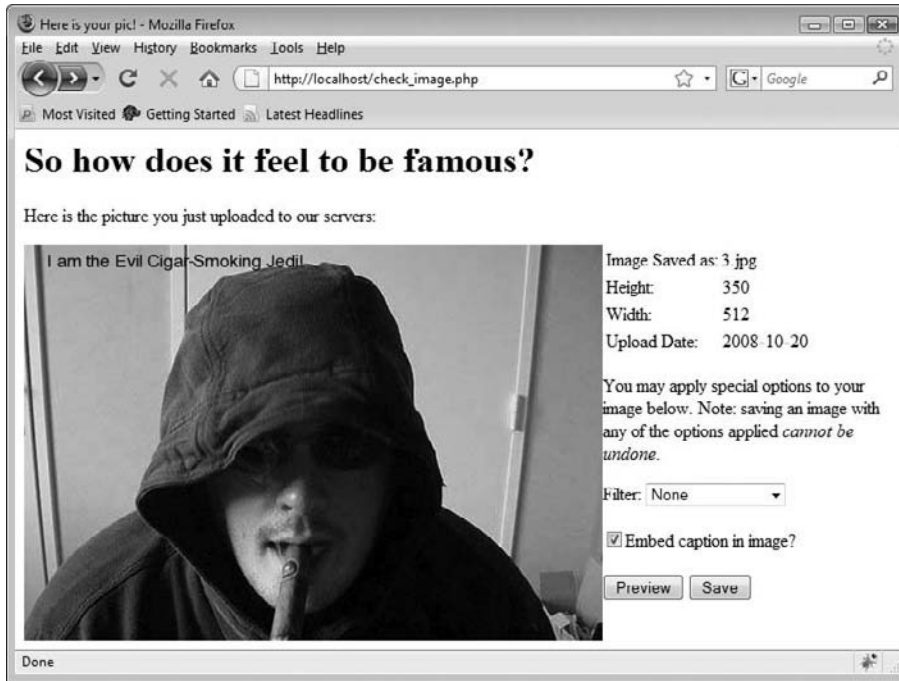 Here is your pic! - Mozilla Firefox
File Edit View History Bookmarks Tools Help
http://localhost/check_image.php
Google
Most Visited Getting Started Latest Headlines
So how does it feel to be famous?
Here is the picture you just uploaded to our servers:
I am the Evil Cigar-Smoking Jedi!
Image Saved as: 3.jpg
Height: 350
Width: 512
Upload Date: 2008-10-20
You may apply special options to your
image below. Note: saving an image with
any of the options applied cannot be
undone.
Filter: None
Embed caption in image?
Preview Save
Done